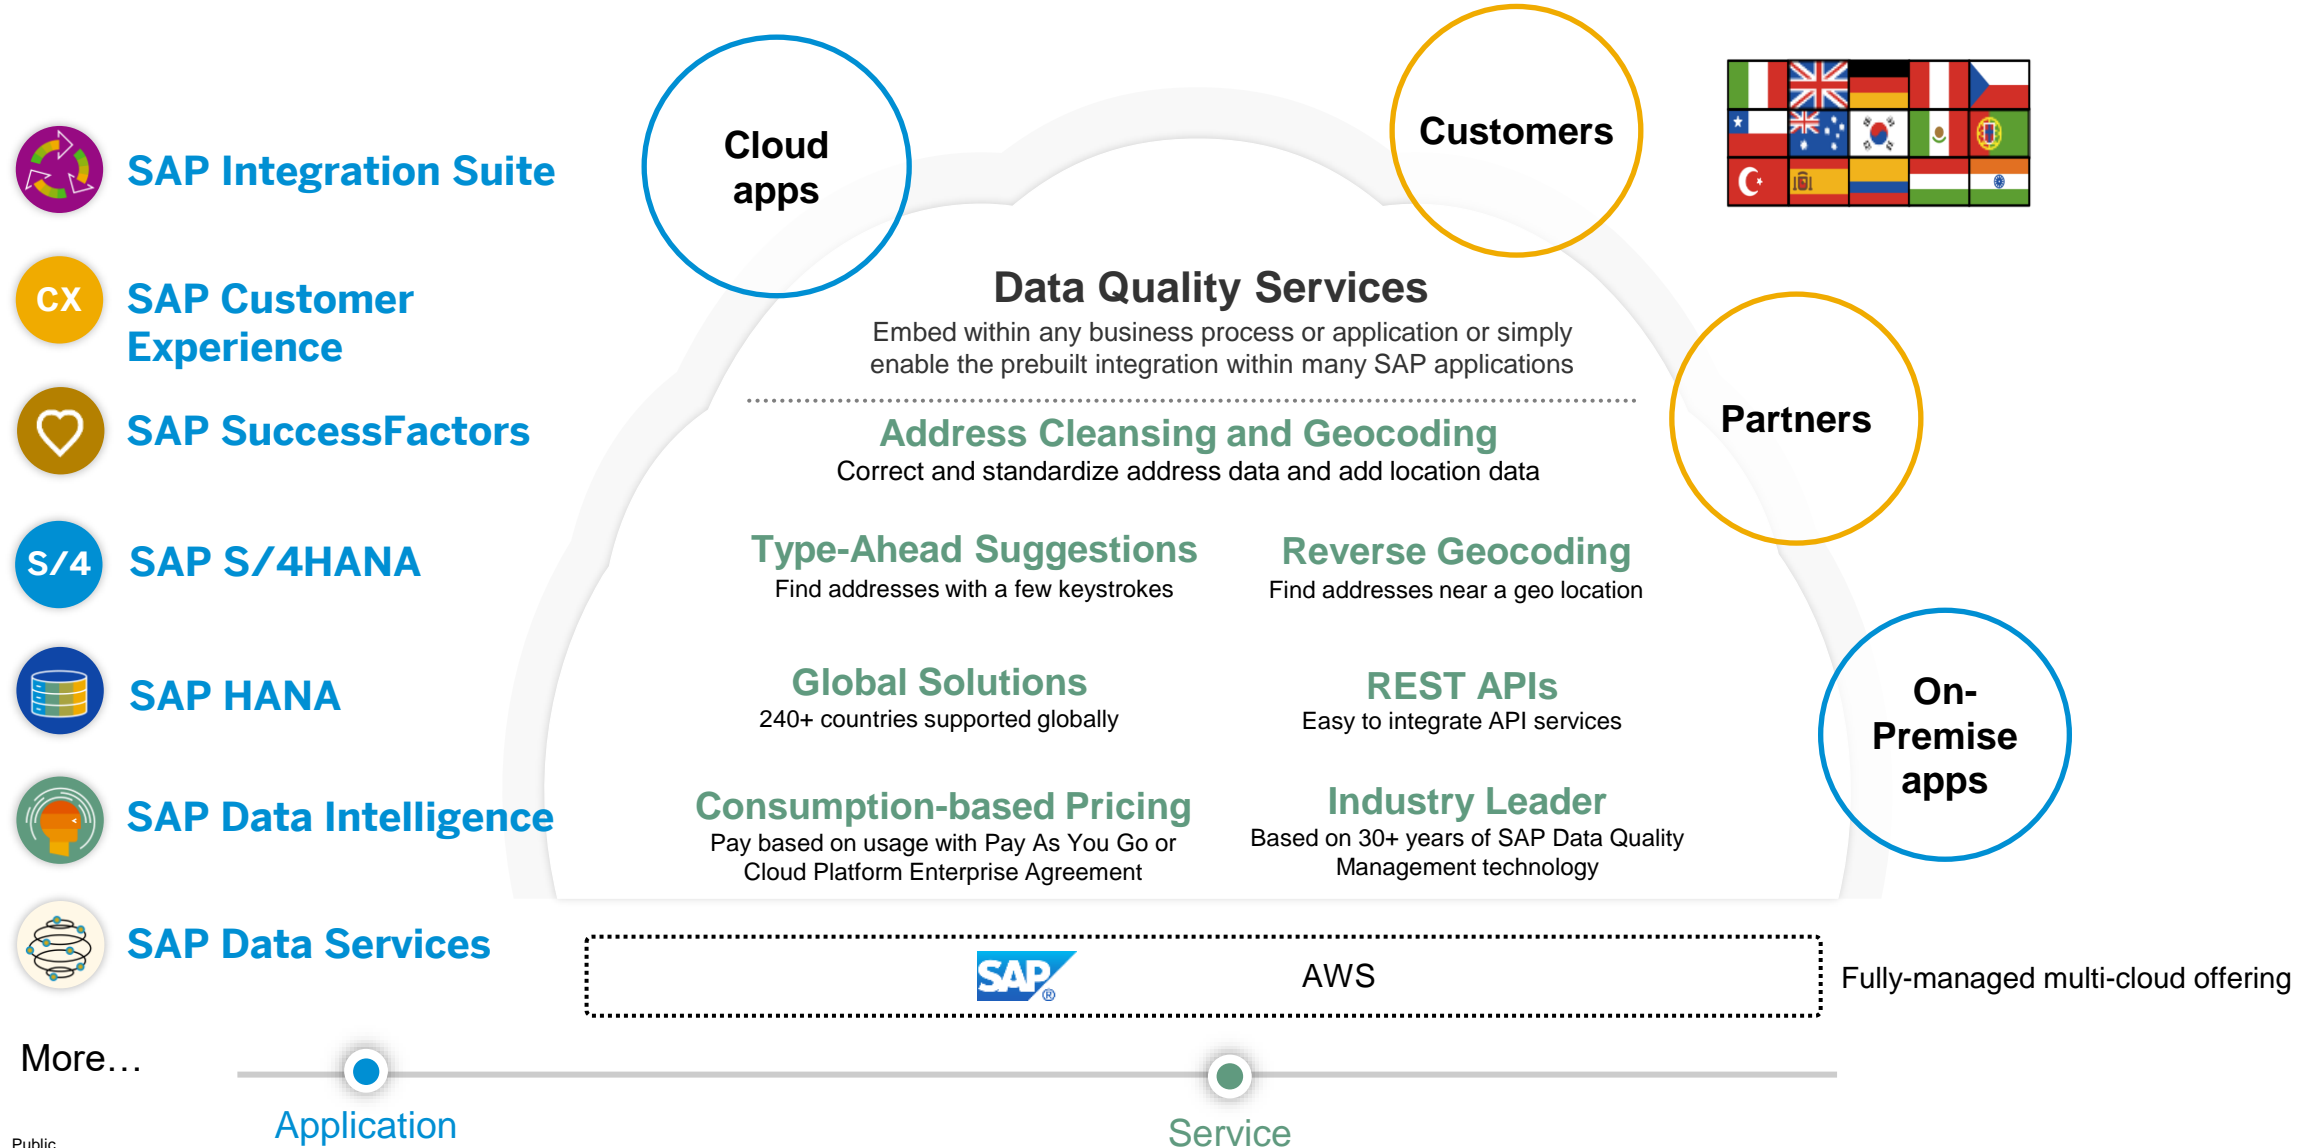 SAP Integration Suite
CX
SAP Customer
Experience
SAP SuccessFactors
S/4
SAP S/4HANA
SAP HANA
SAP Data Intelligence
SAP Data Services
More…
Cloud
apps
Customers
Partners
On-
Premise
apps
Data Quality Services
Embed within any business process or application or simply
enable the prebuilt integration within many SAP applications
Address Cleansing and Geocoding
Correct and standardize address data and add location data
Type-Ahead Suggestions
Find addresses with a few keystrokes
Reverse Geocoding
Find addresses near a geo location
Global Solutions
240+ countries supported globally
REST APIs
Easy to integrate API services
Consumption-based Pricing
Pay based on usage with Pay As You Go or
Cloud Platform Enterprise Agreement
Industry Leader
Based on 30+ years of SAP Data Quality
Management technology
SAP®
AWS
Fully-managed multi-cloud offering
Application
Service
Public